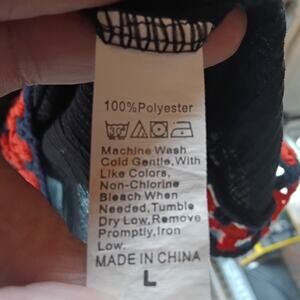 100%Polyester
Machine Wash
Cold Gentle,With
Like Colors,
Non-Chlorine
Bleach When
Needed,Tumble
Dry Low,Remove
Promptly,Iron
Low.
MADE IN CHINA
L